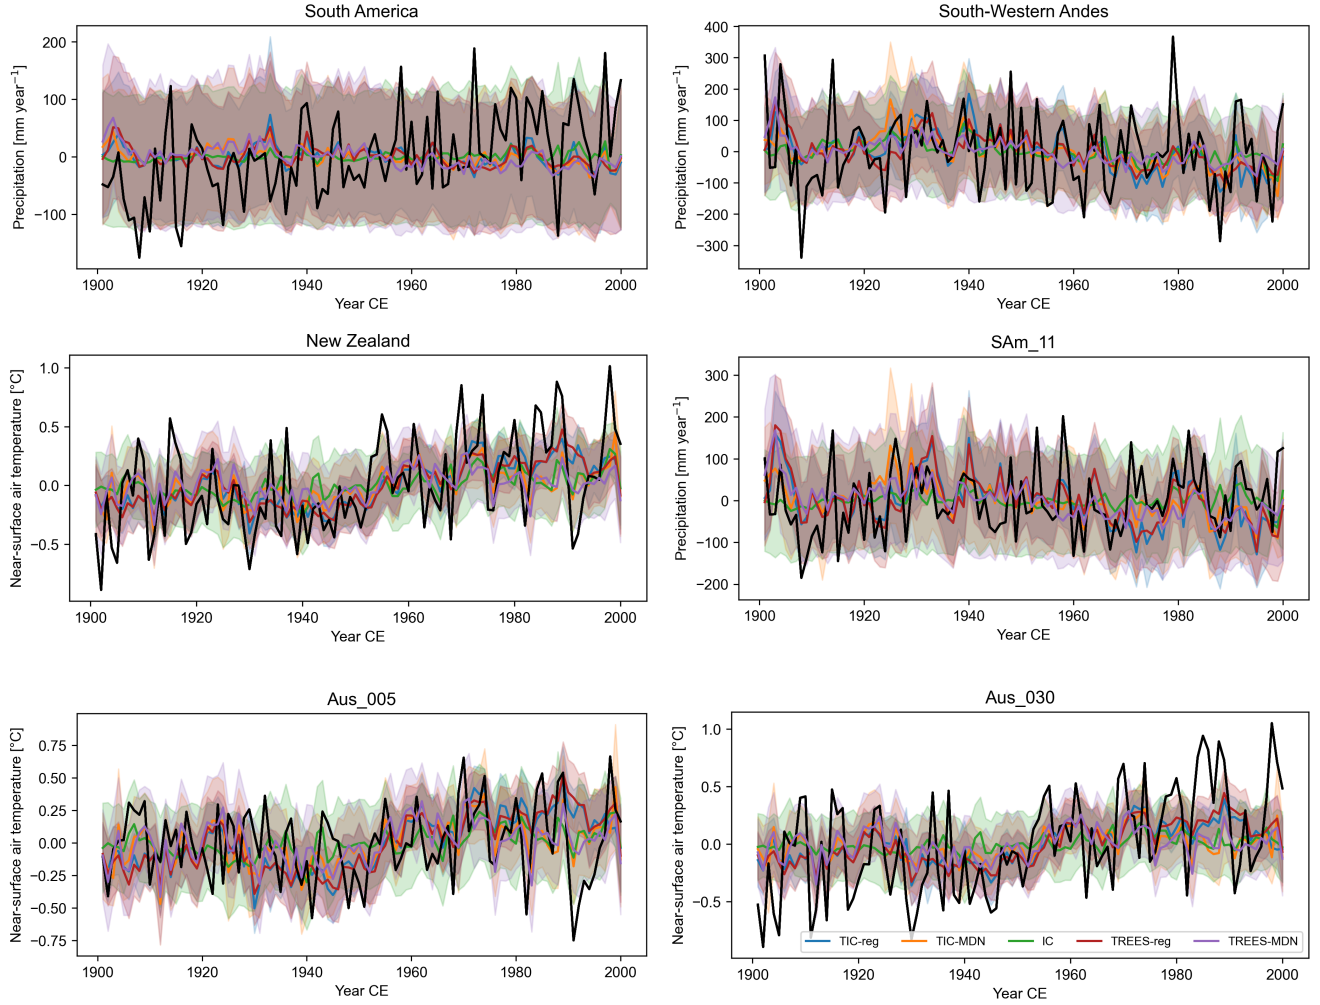 South America
Precipitation [mm year⁻¹]
200
100
0
−100
1900 1920 1940 1960 1980 2000
Year CE
South-Western Andes
Precipitation [mm year⁻¹]
400
300
200
100
0
−100
−200
−300
1900 1920 1940 1960 1980 2000
Year CE
New Zealand
Near-surface air temperature [°C]
1.0
0.5
0.0
−0.5
1900 1920 1940 1960 1980 2000
Year CE
SAm_11
Precipitation [mm year⁻¹]
300
200
100
0
−100
−200
1900 1920 1940 1960 1980 2000
Year CE
Aus_005
Near-surface air temperature [°C]
0.75
0.50
0.25
0.00
−0.25
−0.50
−0.75
1900 1920 1940 1960 1980 2000
Year CE
Aus_030
Near-surface air temperature [°C]
1.0
0.5
0.0
−0.5
TIC-reg TIC-MDN IC TREES-reg TREES-MDN
1900 1920 1940 1960 1980 2000
Year CE